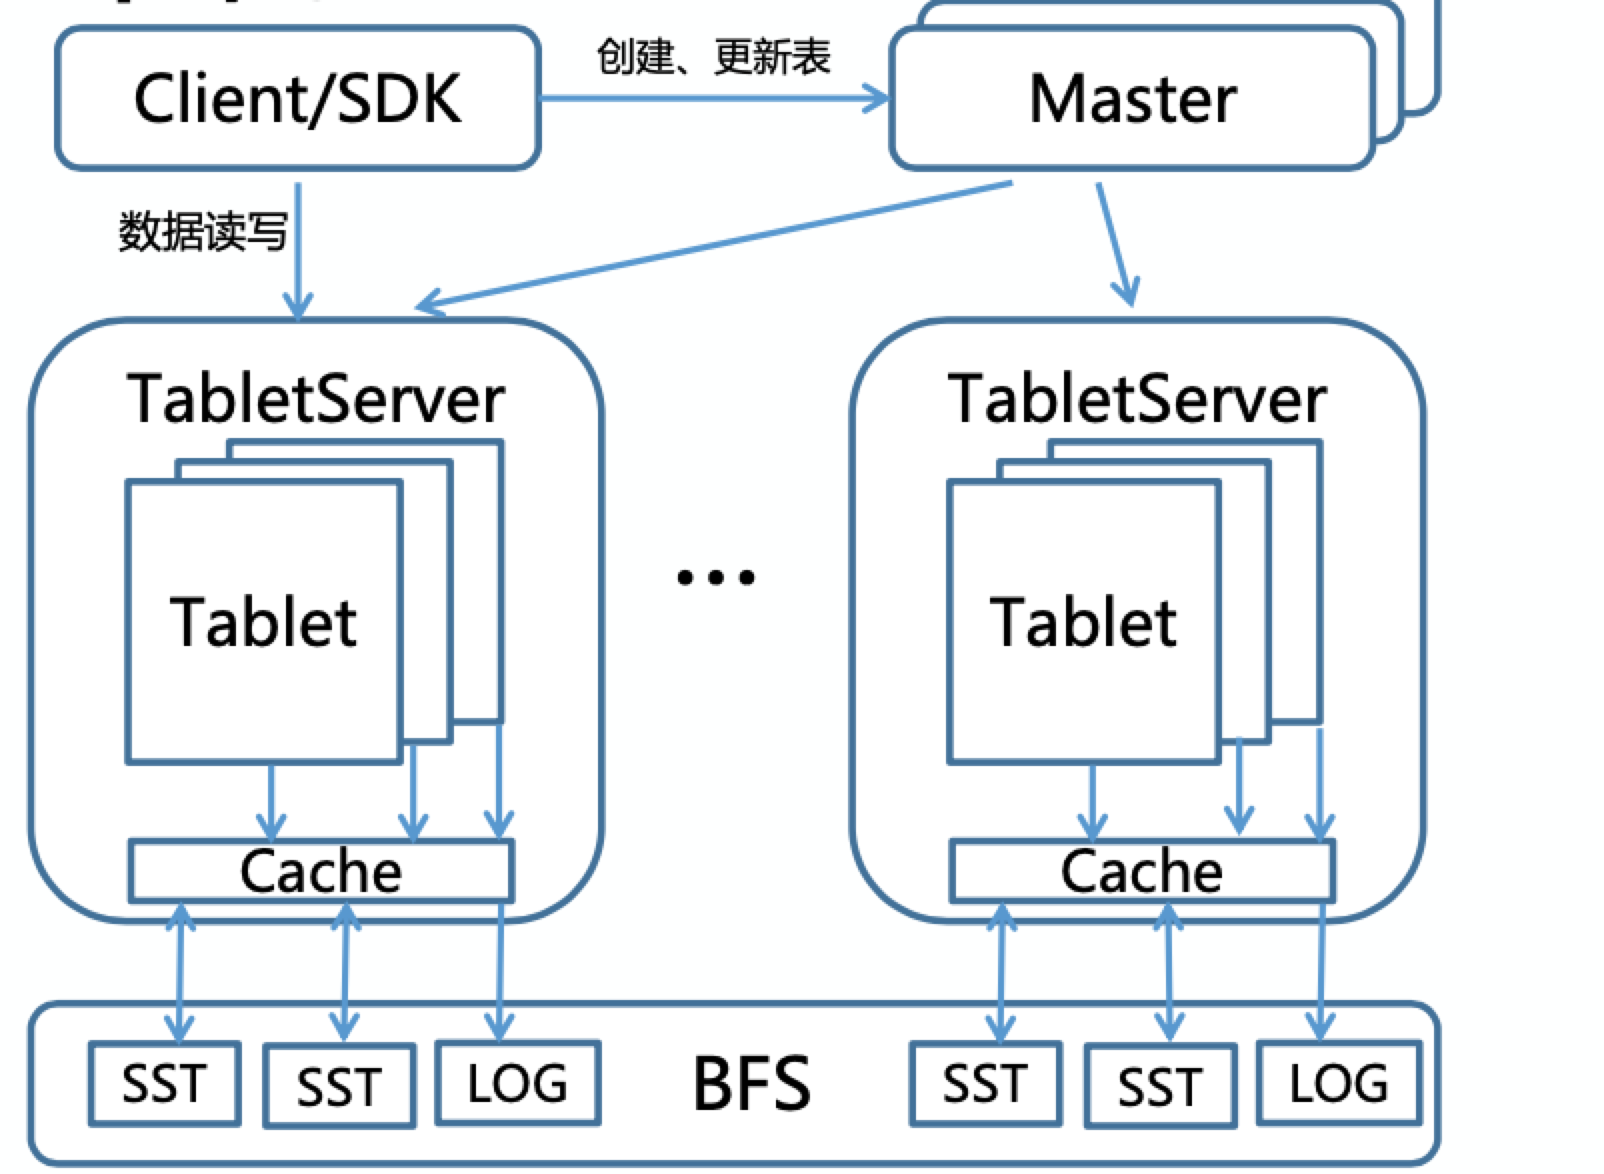 创建、更新表
Client/SDK
Master
数据读写
TabletServer
TabletServer
Tablet
...
Tablet
Cache
Cache
SST
SST
LOG
BFS
SST
SST
LOG